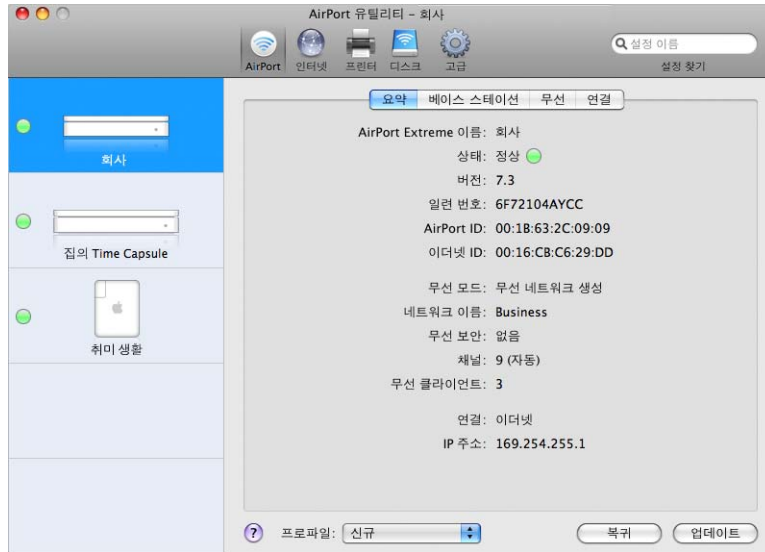 AirPort 유틸리티 – 회사
AirPort 인터넷 프린터 디스크 고급
설정 이름
설정 찾기
회사
집의 Time Capsule
취미 생활
요약 베이스 스테이션 무선 연결
AirPort Extreme 이름: 회사
상태: 정상
버전: 7.3
일련 번호: 6F72104AYCC
AirPort ID: 00:1B:63:2C:09:09
이더넷 ID: 00:16:CB:C6:29:DD
무선 모드: 무선 네트워크 생성
네트워크 이름: Business
무선 보안: 없음
채널: 9 (자동)
무선 클라이언트: 3
연결: 이더넷
IP 주소: 169.254.255.1
? 프로파일: 신규 복귀 업데이트